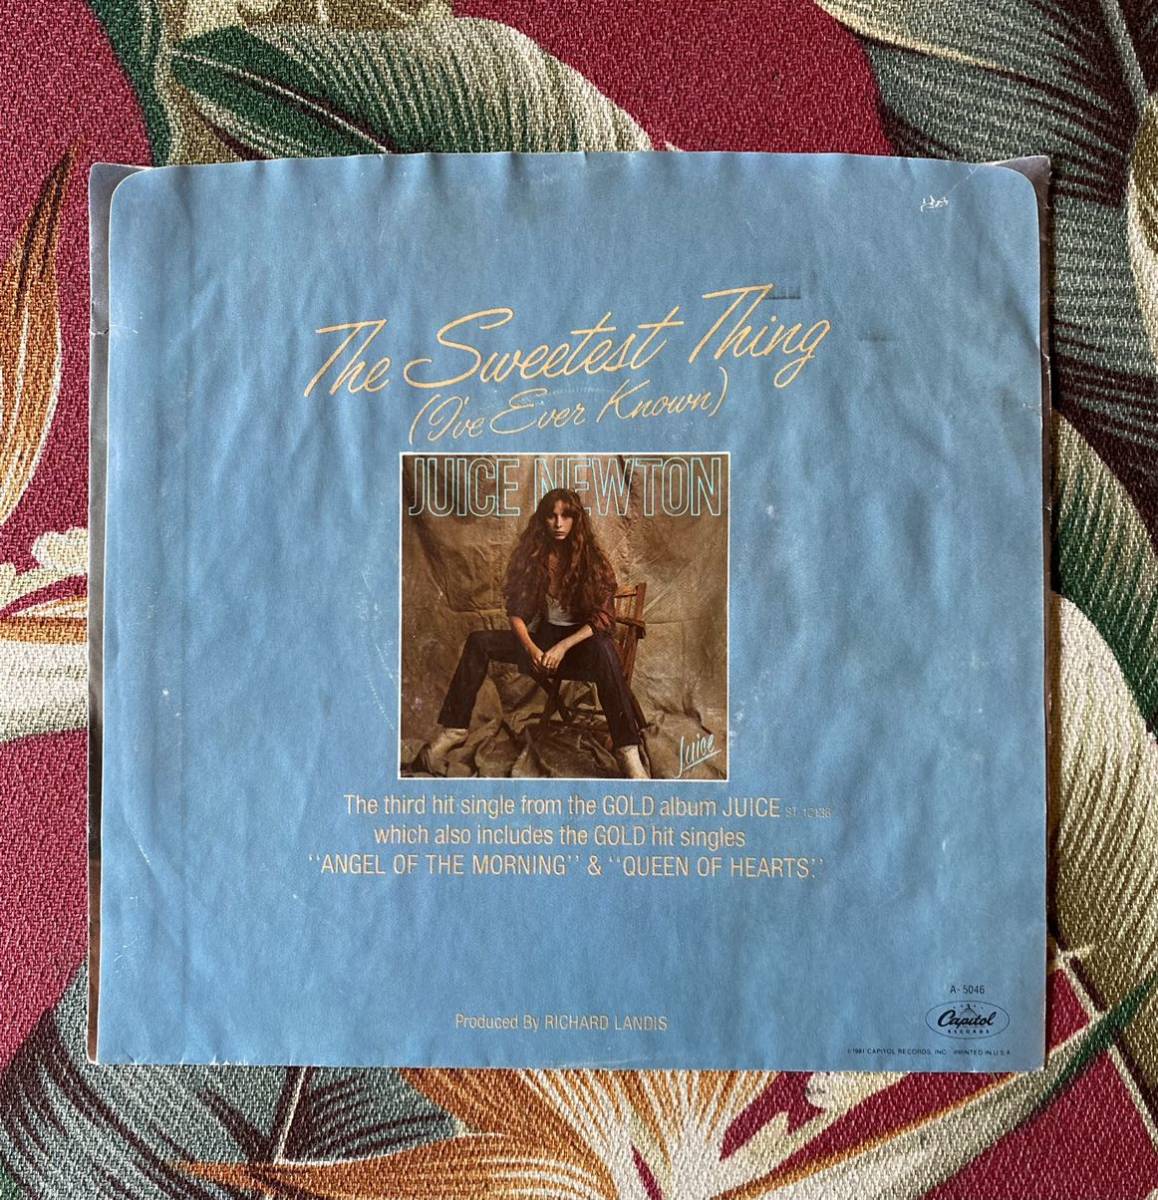 The Sweetest Thing
(I've Ever Known)
JUICE NEWTON
Juice
The third hit single from the GOLD album JUICE ST-12136
which also includes the GOLD hit singles
"ANGEL OF THE MORNING" & "QUEEN OF HEARTS."
Produced By RICHARD LANDIS
A-5046
Capitol
RECORDS
©1981 CAPITOL RECORDS, INC. PRINTED IN U.S.A.